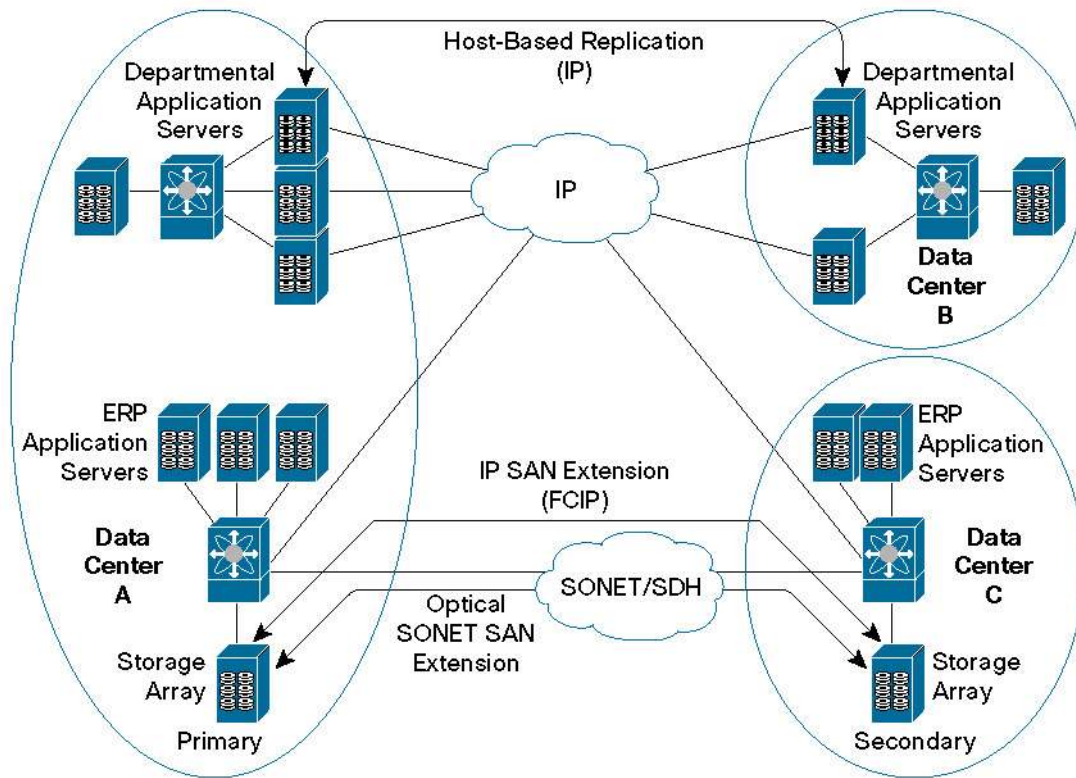 Host-Based Replication
(IP)
Departmental
Application
Servers
Departmental
Application
Servers
IP
Data
Center
B
ERP
Application
Servers
ERP
Application
Servers
IP SAN Extension
(FCIP)
Data
Center
A
SONET/SDH
Data
Center
C
Optical
SONET SAN
Extension
Storage
Array
Storage
Array
Primary
Secondary